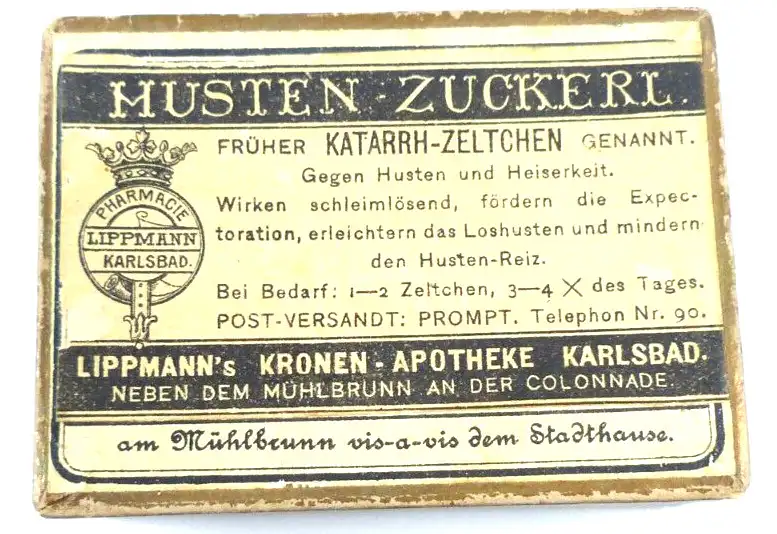 HUSTEN-ZUCKERL.
FRÜHER KATARRH-ZELTCHEN GENANNT.
Gegen Husten und Heiserkeit.
Wirken schleimlösend, fördern die Expec-
toration, erleichtern das Loshusten und mindern
den Husten-Reiz.
Bei Bedarf: 1—2 Zeltchen, 3—4 X des Tages.
POST-VERSANDT: PROMPT. Telephon Nr. 90.
PHARMACIE
LIPPMANN
KARLSBAD.
LIPPMANN's KRONEN-APOTHEKE KARLSBAD.
NEBEN DEM MÜHLBRUNN AN DER COLONNADE.
am Mühlbrunn vis-a-vis dem Stadthause.